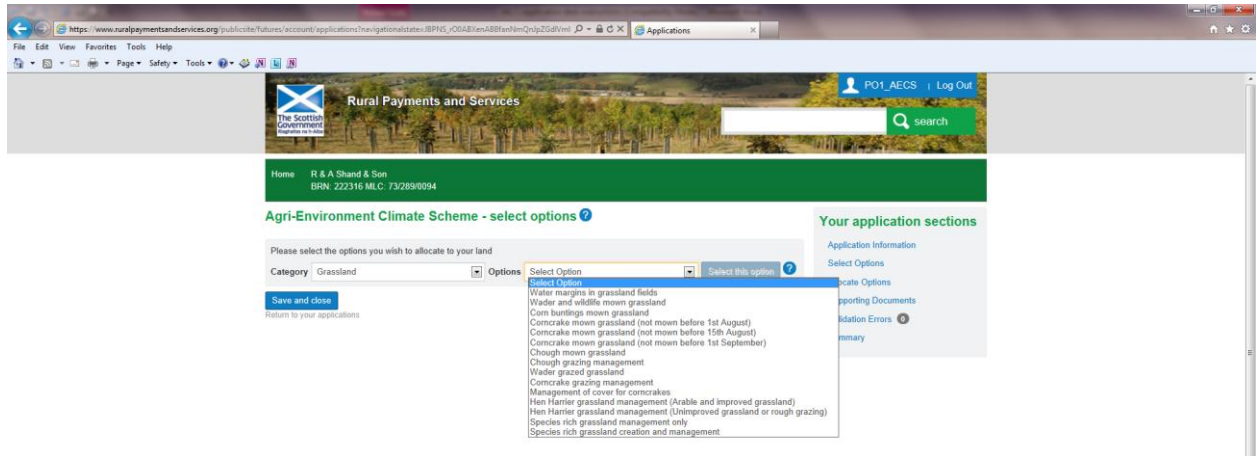 https://www.ruralpaymentsandservices.org/publicsite/futures/account/applications?navigationalstate=
Applications
File Edit View Favorites Tools Help
Page Safety Tools
PO1_AECS | Log Out
Rural Payments and Services
The Scottish
Government
search
Home R & A Shand & Son
BRN: 222316 MLC: 73/289/0094
Agri-Environment Climate Scheme - select options ?
Please select the options you wish to allocate to your land
Category Grassland Options Select Option Select this option ?
Select Option
Water margins in grassland fields
Wader and wildlife mown grassland
Corn buntings mown grassland
Corncrake mown grassland (not mown before 1st August)
Corncrake mown grassland (not mown before 15th August)
Corncrake mown grassland (not mown before 1st September)
Chough mown grassland
Chough grazing management
Wader grazed grassland
Corncrake grazing management
Management of cover for corncrakes
Hen Harrier grassland management (Arable and improved grassland)
Hen Harrier grassland management (Unimproved grassland or rough grazing)
Species rich grassland management only
Species rich grassland creation and management
Save and close
Return to your applications
Your application sections
Application Information
Select Options
ocate Options
pporting Documents
lidation Errors 0
mmary